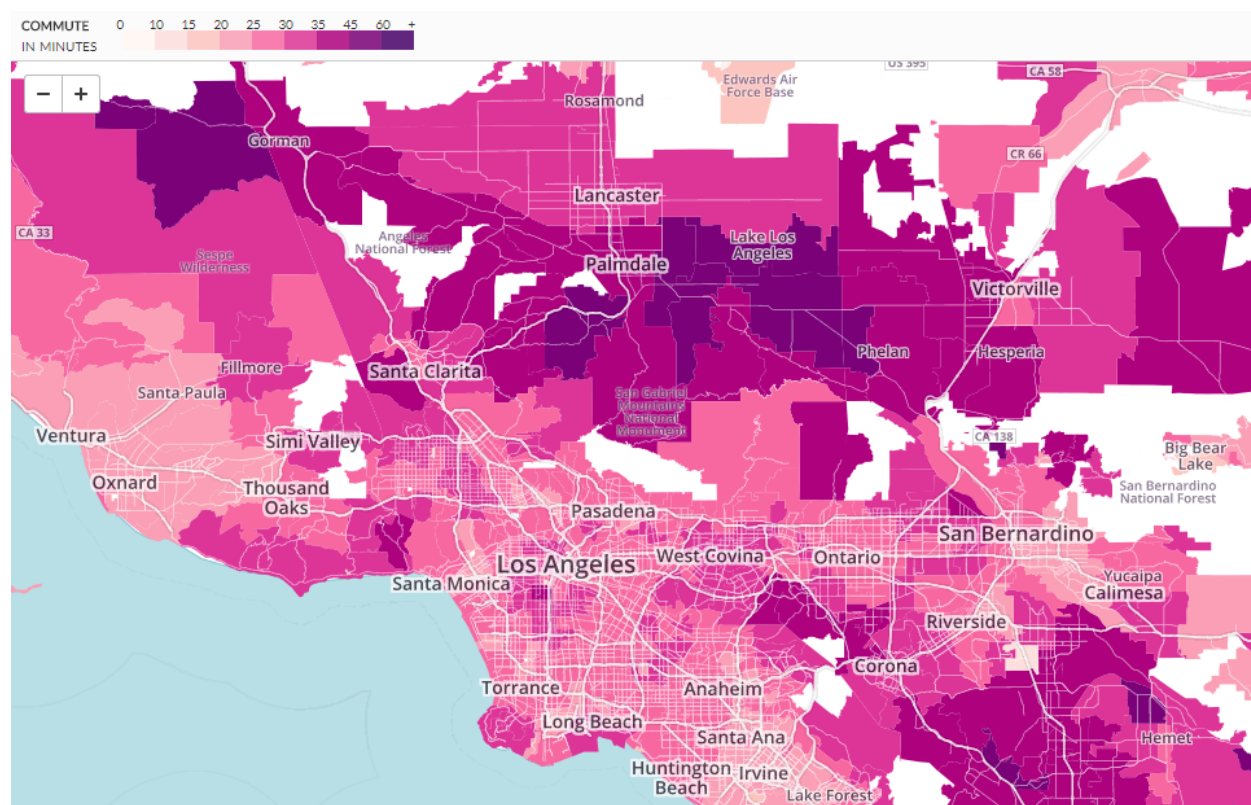 COMMUTE
IN MINUTES
0 10 15 20 25 30 35 45 60 +
− +
US 395
CA 58
Edwards Air
Force Base
Rosamond
Gorman
CR 66
Lancaster
CA 33
Angeles
National Forest
Lake Los
Angeles
Sespe
Wilderness
Palmdale
Victorville
Phelan
Hesperia
Fillmore
Santa Clarita
Santa Paula
San Gabriel
Mountains
National
Monument
Ventura
Simi Valley
CA 138
Big Bear
Lake
Oxnard
Thousand
Oaks
San Bernardino
National Forest
Pasadena
San Bernardino
Los Angeles
West Covina
Ontario
Santa Monica
Yucaipa
Calimesa
Riverside
Corona
Torrance
Anaheim
Long Beach
Santa Ana
Hemet
Huntington
Beach
Irvine
Lake Forest